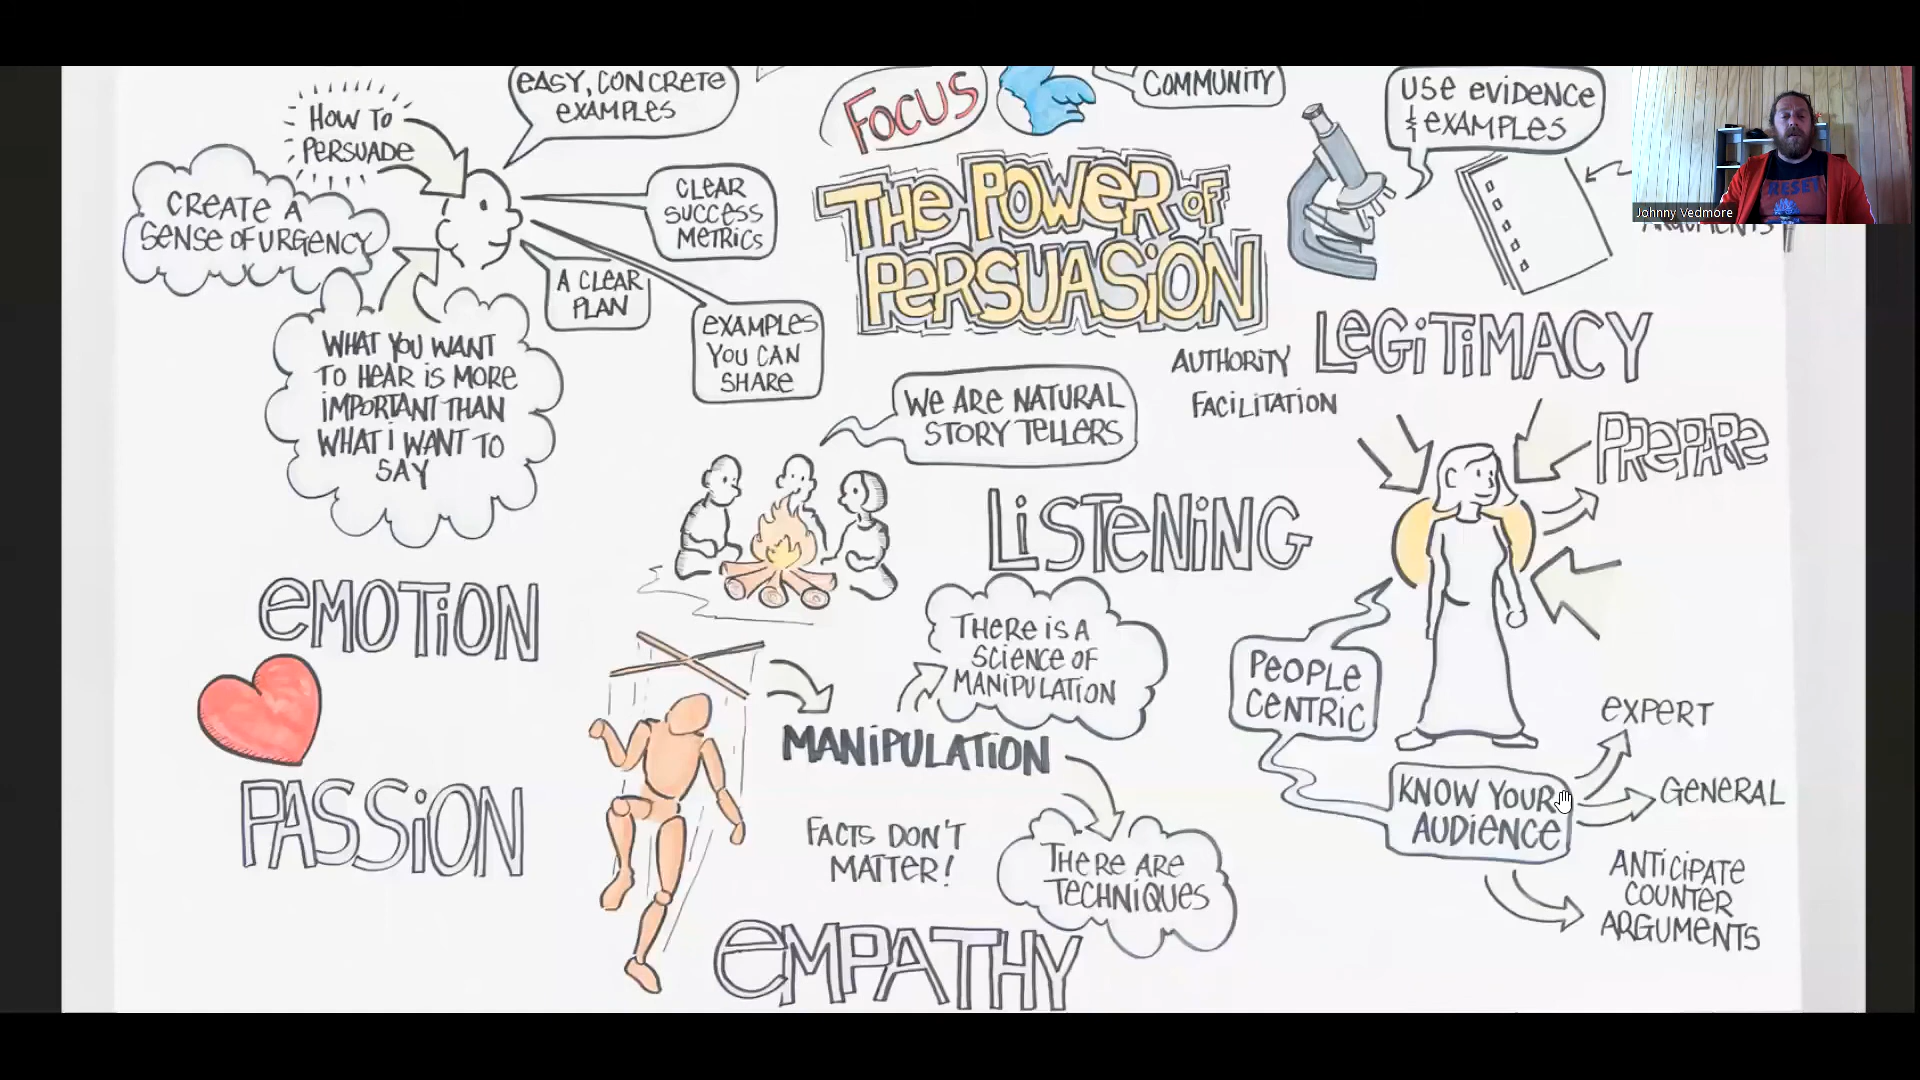 EASY, CONCRETE
EXAMPLES
HOW TO
PERSUADE
CREATE A
SENSE OF URGENCY
CLEAR
SUCCESS
METRICS
A CLEAR
PLAN
EXAMPLES
YOU CAN
SHARE
WHAT YOU WANT
TO HEAR IS MORE
IMPORTANT THAN
WHAT I WANT TO
SAY
FOCUS
COMMUNITY
THE POWER OF
PERSUASION
USE EVIDENCE
& EXAMPLES
RESET
Johnny Vedmore
ARGUMENTS
LEGITIMACY
AUTHORITY
FACILITATION
WE ARE NATURAL
STORY TELLERS
PREPARE
LISTENING
EMOTION
PASSION
THERE IS A
SCIENCE OF
MANIPULATION
MANIPULATION
FACTS DON'T
MATTER!
THERE ARE
TECHNIQUES
EMPATHY
PEOPLE
CENTRIC
KNOW YOUR
AUDIENCE
EXPERT
GENERAL
ANTICIPATE
COUNTER
ARGUMENTS